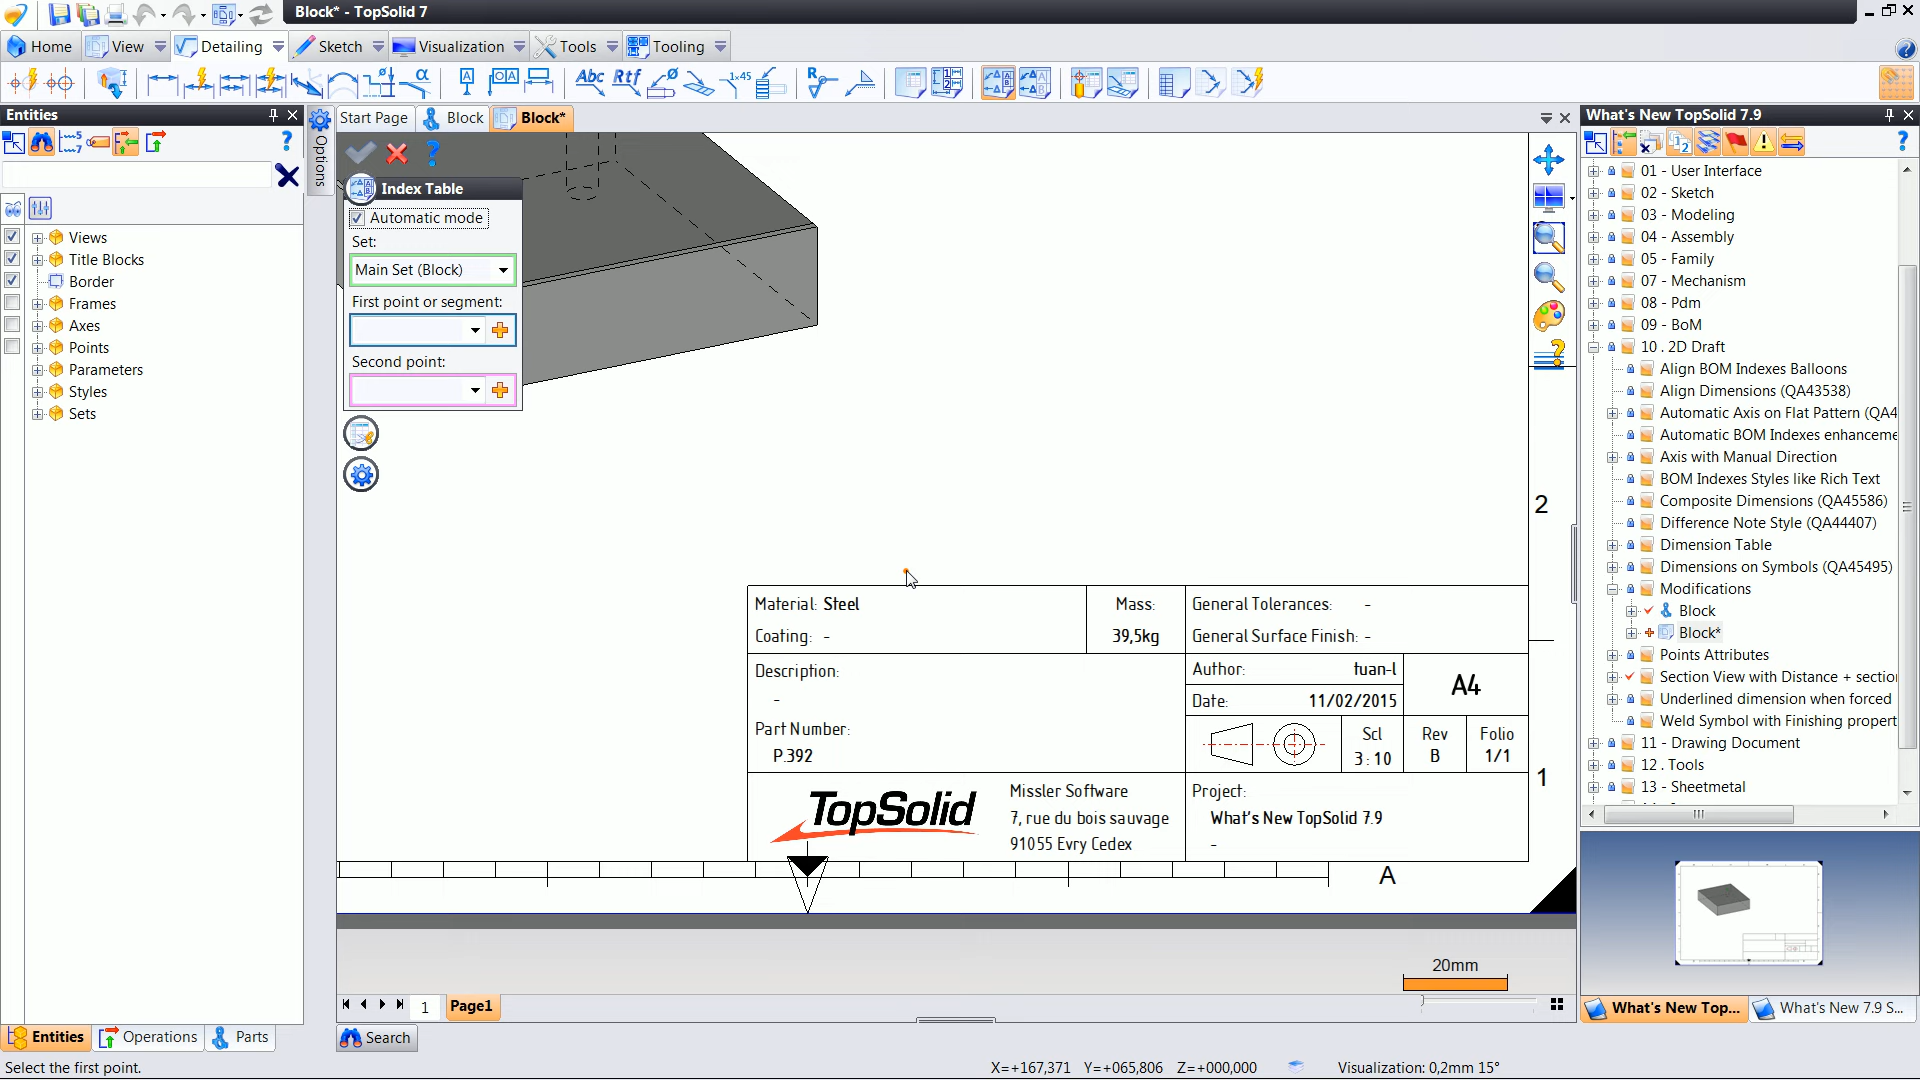 Block* - TopSolid 7
Home
View
Detailing
Sketch
Visualization
Tools
Tooling
Abc
Rtf
1x45
Entities
Options
Start Page
Block
Block*
What's New TopSolid 7.9
Index Table
Automatic mode
Set:
Main Set (Block)
First point or segment:
Second point:
Views
Title Blocks
Border
Frames
Axes
Points
Parameters
Styles
Sets
01 - User Interface
02 - Sketch
03 - Modeling
04 - Assembly
05 - Family
07 - Mechanism
08 - Pdm
09 - BoM
10 . 2D Draft
Align BOM Indexes Balloons
Align Dimensions (QA43538)
Automatic Axis on Flat Pattern (QA4
Automatic BOM Indexes enhanceme
Axis with Manual Direction
BOM Indexes Styles like Rich Text
Composite Dimensions (QA45586)
Difference Note Style (QA44407)
Dimension Table
Dimensions on Symbols (QA45495)
Modifications
Block
Block*
Points Attributes
Section View with Distance + sectio
Underlined dimension when forced
Weld Symbol with Finishing propert
11 - Drawing Document
12 . Tools
13 - Sheetmetal
2
1
A
Material: Steel
Coating: -
Mass:
39,5kg
General Tolerances: -
General Surface Finish: -
Description:
-
Part Number:
P.392
Author: tuan-l
Date: 11/02/2015
A4
Scl
3:10
Rev
B
Folio
1/1
TopSolid
Missler Software
7, rue du bois sauvage
91055 Evry Cedex
Project:
What's New TopSolid 7.9
-
20mm
1
Page1
Search
Entities
Operations
Parts
What's New Top...
What's New 7.9 S...
Select the first point.
X=+167,371 Y=+065,806 Z=+000,000
Visualization: 0,2mm 15°